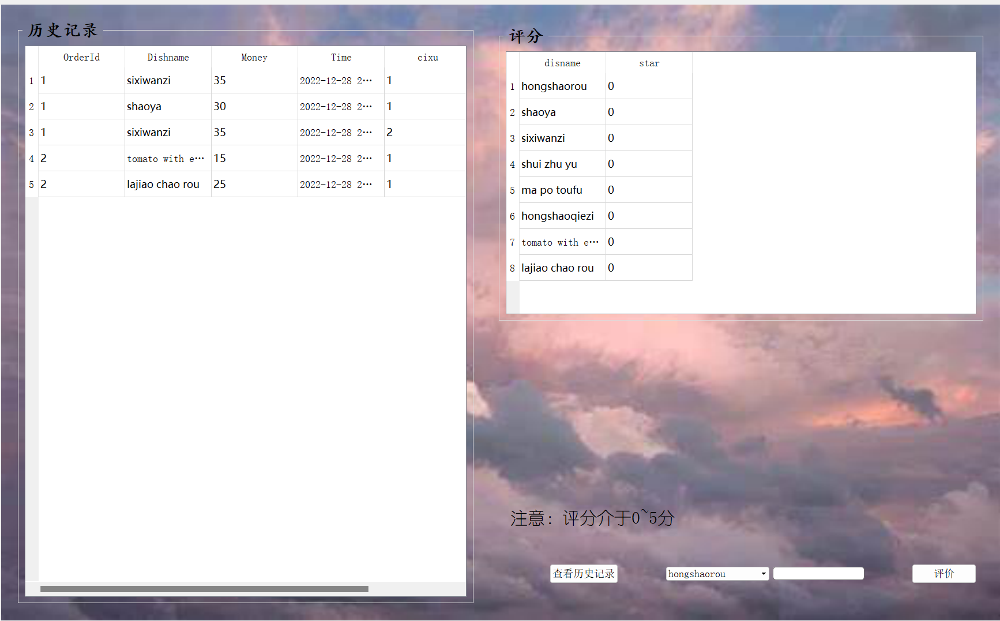 历史记录
OrderId Dishname Money Time cixu
1 1 sixiwanzi 35 2022-12-28 2… 1
2 1 shaoya 30 2022-12-28 2… 1
3 1 sixiwanzi 35 2022-12-28 2… 2
4 2 tomato with e… 15 2022-12-28 2… 1
5 2 lajiao chao rou 25 2022-12-28 2… 1
评分
disname star
1 hongshaorou 0
2 shaoya 0
3 sixiwanzi 0
4 shui zhu yu 0
5 ma po toufu 0
6 hongshaoqiezi 0
7 tomato with e… 0
8 lajiao chao rou 0
注意：评分介于0~5分
查看历史记录 hongshaorou 评价